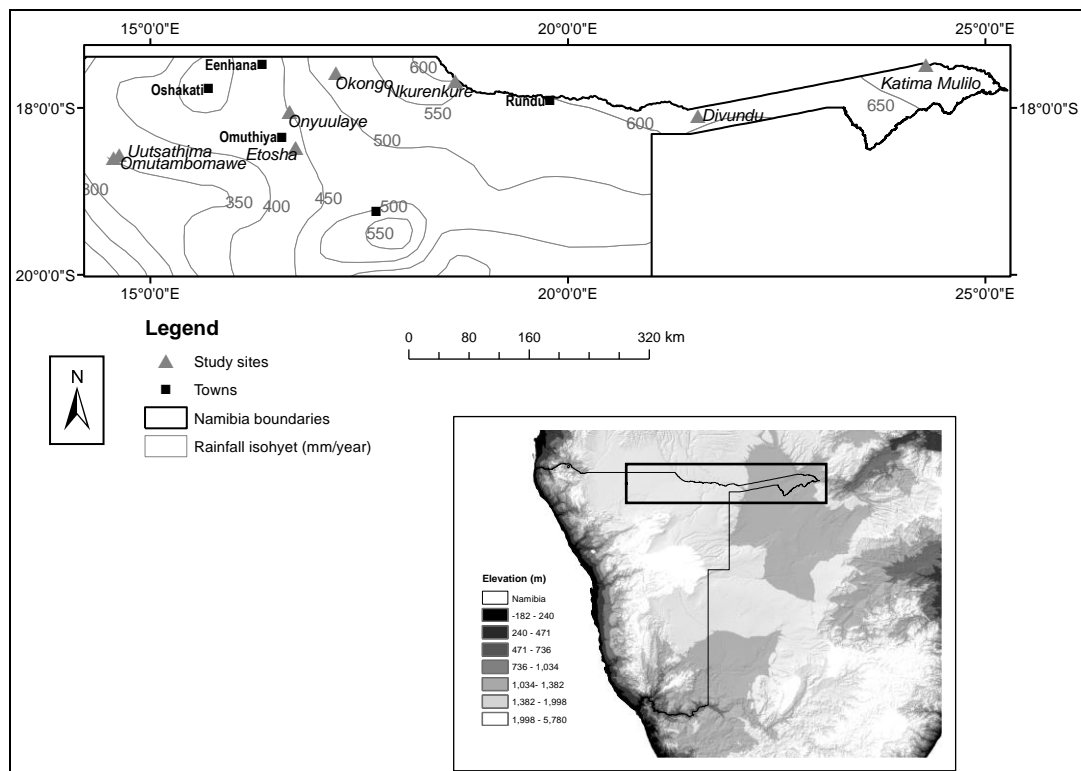 15°0'0"E 20°0'0"E 25°0'0"E
Eenhana
600
Okongo
Nkurenkure
Katima Mulilo
Oshakati
Rundu
650
18°0'0"S
550
18°0'0"S
Onyuulaye
600
Divundu
Omuthiya
500
Uutsathima
Etosha
Omutambomawe
300
350
400
450
500
550
20°0'0"S
20°0'0"S
15°0'0"E 20°0'0"E 25°0'0"E
Legend
Study sites
Towns
Namibia boundaries
Rainfall isohyet (mm/year)
N
0 80 160 320 km
Elevation (m)
Namibia
-182 - 240
240 - 471
471 - 736
736 - 1,034
1,034- 1,382
1,382 - 1,998
1,998 - 5,780